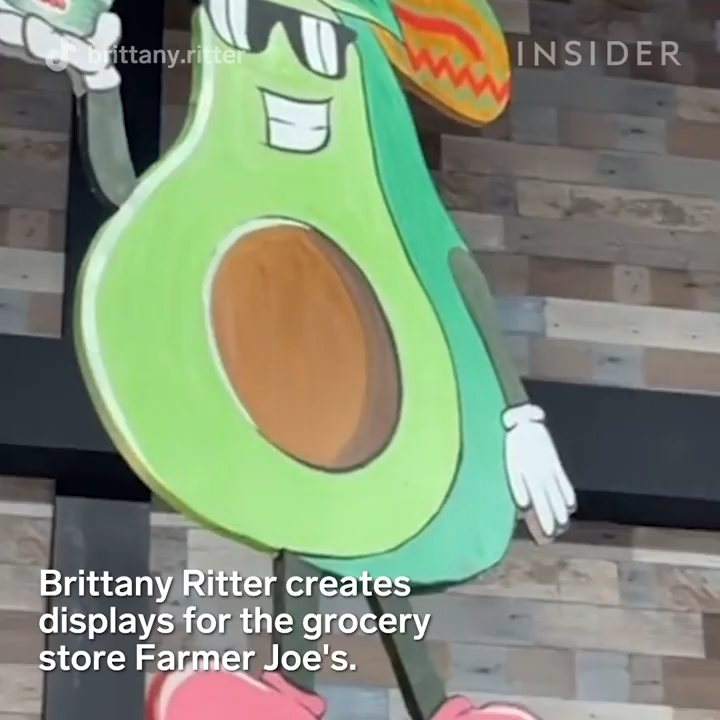 brittany.ritter
INSIDER
Brittany Ritter creates
displays for the grocery
store Farmer Joe's.